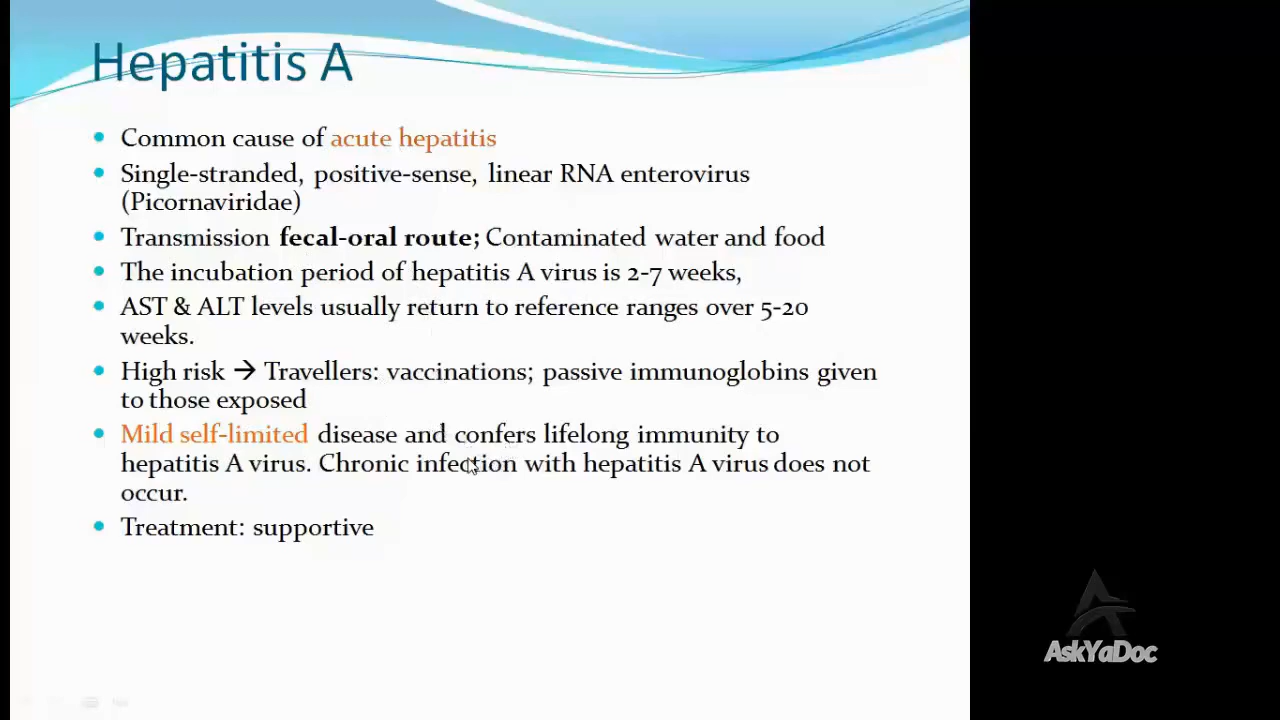 Hepatitis A
• Common cause of acute hepatitis
• Single-stranded, positive-sense, linear RNA enterovirus
(Picornaviridae)
• Transmission fecal-oral route; Contaminated water and food
• The incubation period of hepatitis A virus is 2-7 weeks,
• AST & ALT levels usually return to reference ranges over 5-20
weeks.
• High risk → Travellers: vaccinations; passive immunoglobins given
to those exposed
• Mild self-limited disease and confers lifelong immunity to
hepatitis A virus. Chronic infection with hepatitis A virus does not
occur.
• Treatment: supportive
AskYaDoc